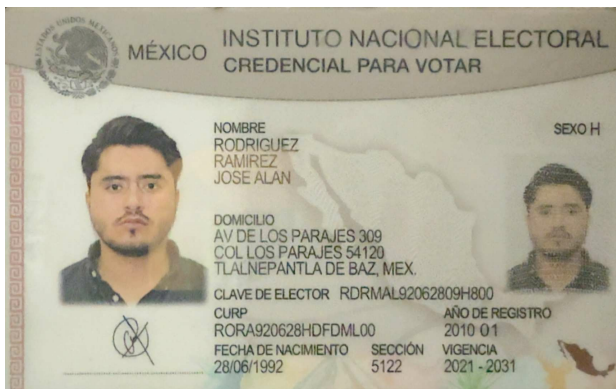 MÉXICO
INSTITUTO NACIONAL ELECTORAL
CREDENCIAL PARA VOTAR
NOMBRE
RODRIGUEZ
RAMIREZ
JOSE ALAN
SEXO H
DOMICILIO
AV DE LOS PARAJES 309
COL LOS PARAJES 54120
TLALNEPANTLA DE BAZ, MEX.
CLAVE DE ELECTOR RDRMAL92062809H800
CURP
RORA920628HDFDML00
AÑO DE REGISTRO
2010 01
FECHA DE NACIMIENTO
28/06/1992
SECCIÓN
5122
VIGENCIA
2021 - 2031